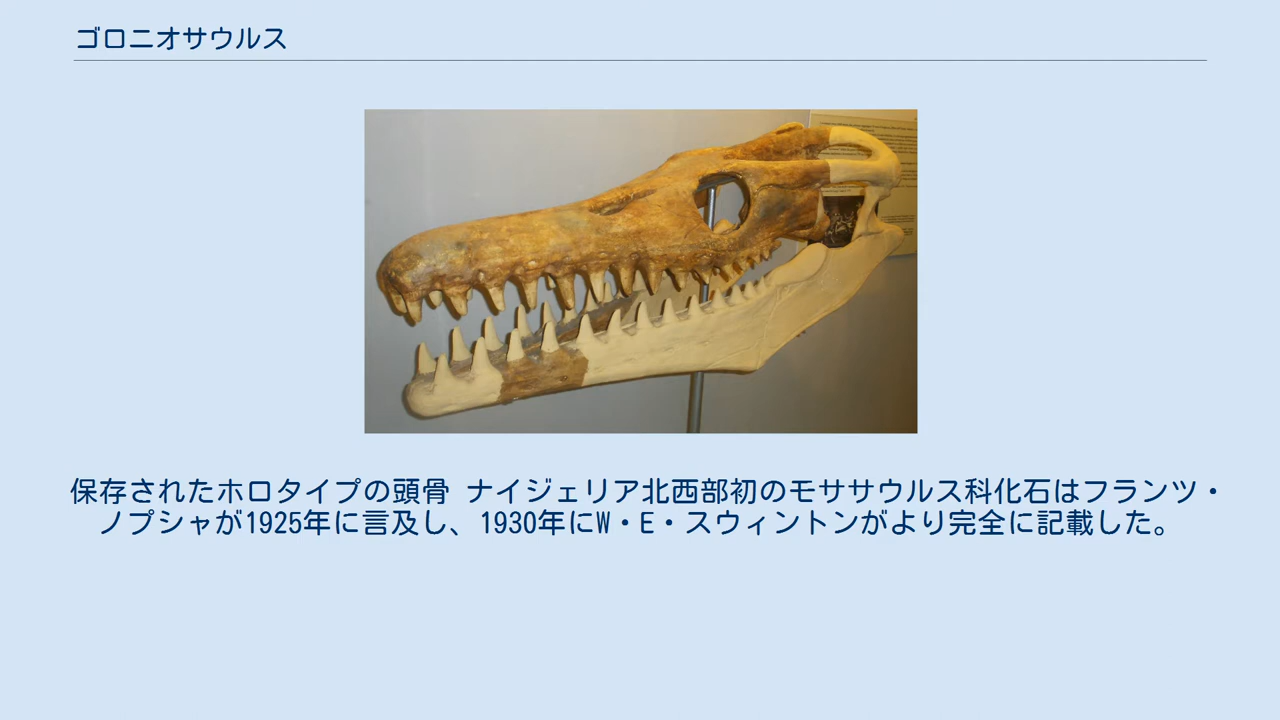 ゴロニオサウルス
保存されたホロタイプの頭骨 ナイジェリア北西部初のモササウルス科化石はフランツ・
ノプシャが1925年に言及し、1930年にW・E・スウィントンがより完全に記載した。